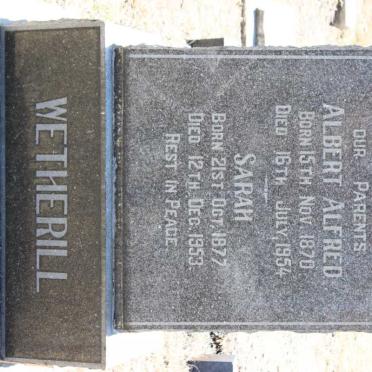 OUR PARENTS
ALBERT ALFRED
BORN 15TH. NOV. 1876
DIED 16TH. JULY. 1954.
SARAH
BORN 21ST OCT. 1877
DIED 12TH. DEC. 1953.
REST IN PEACE
WETHERILL